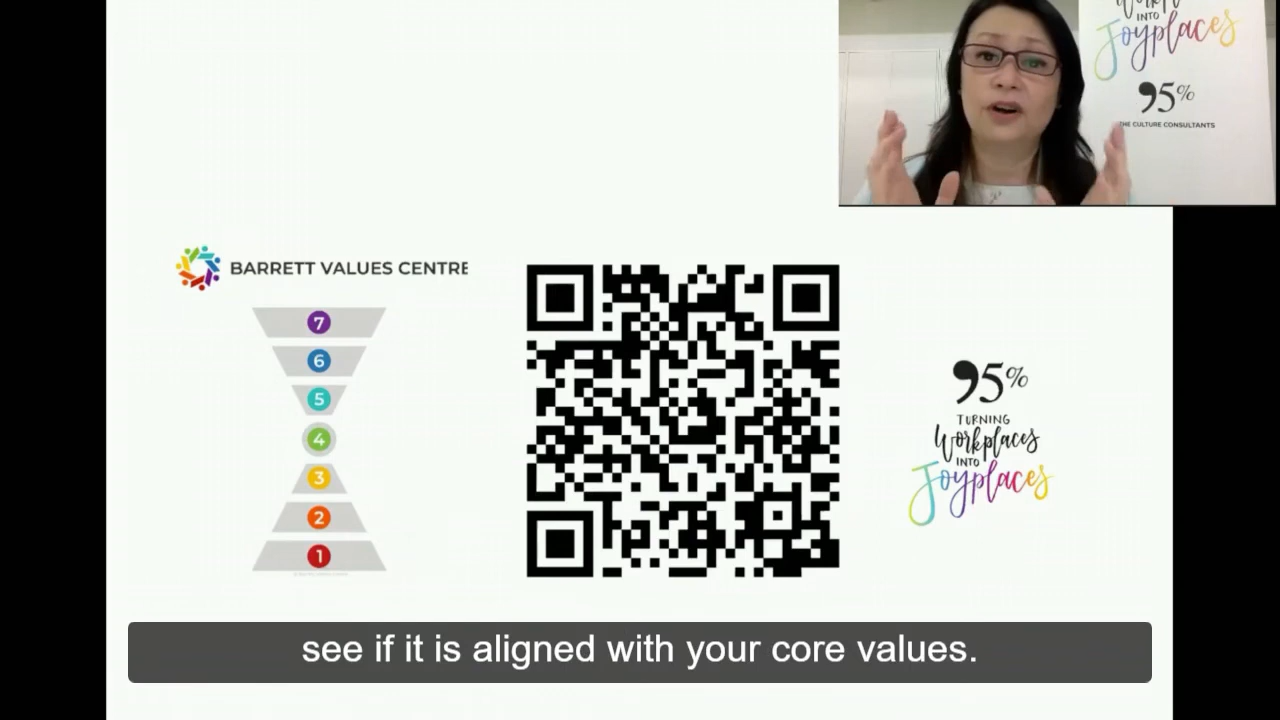 INTO
Joyplaces
95%
THE CULTURE CONSULTANTS
BARRETT VALUES CENTRE
7
6
5
4
3
2
1
95%
TURNING
Workplaces
INTO
Joyplaces
see if it is aligned with your core values.